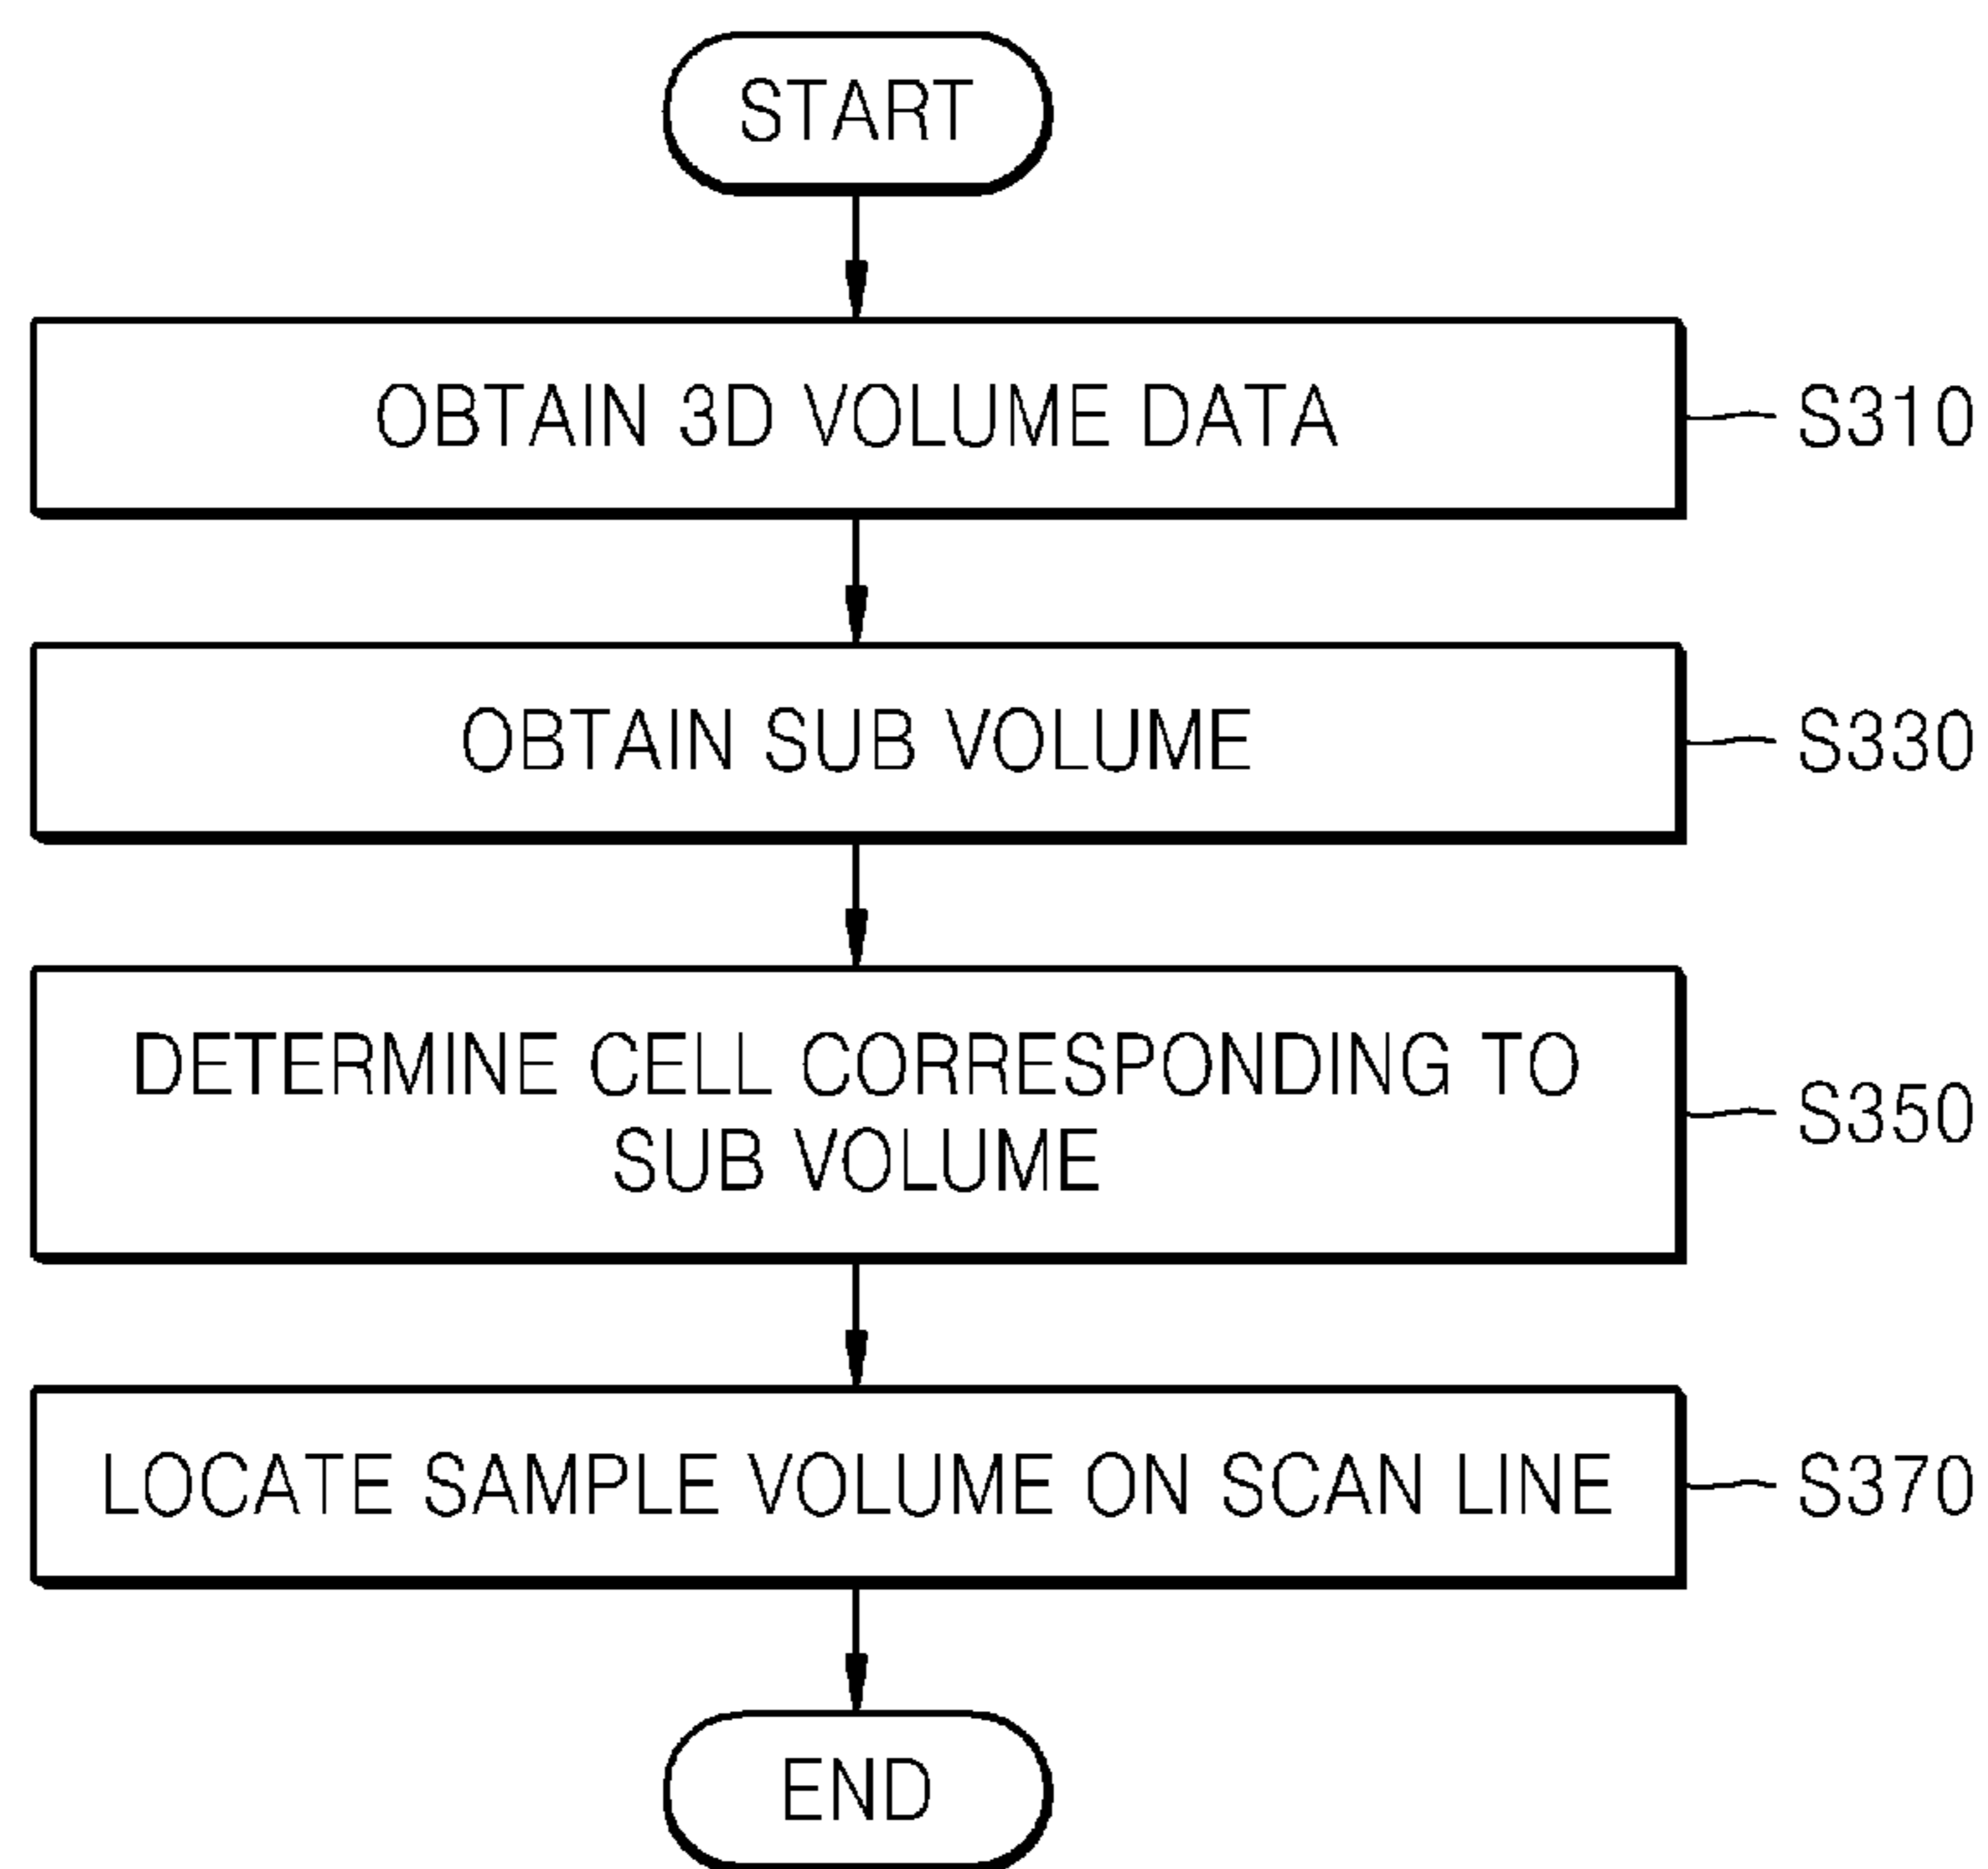 START
OBTAIN 3D VOLUME DATA
S310
OBTAIN SUB VOLUME
S330
DETERMINE CELL CORRESPONDING TO
SUB VOLUME
S350
LOCATE SAMPLE VOLUME ON SCAN LINE
S370
END